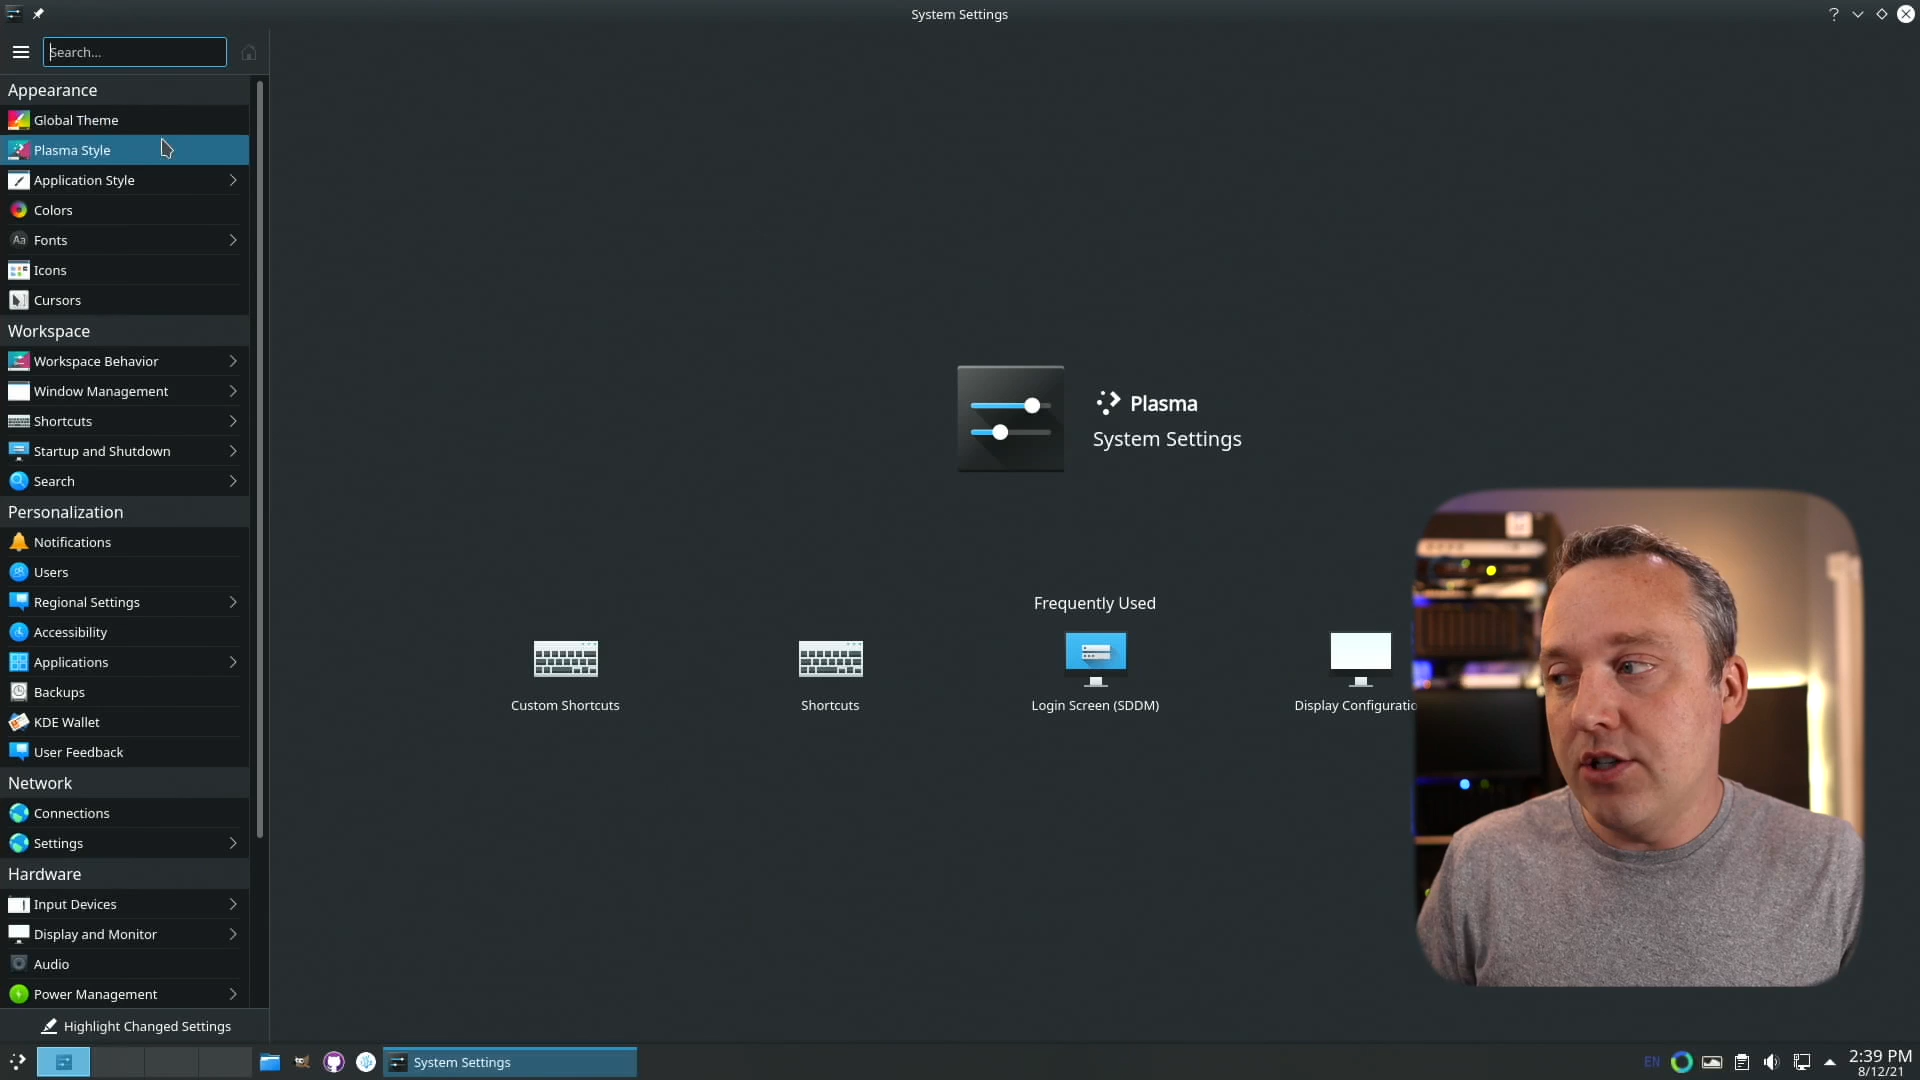 System Settings
Search...
Appearance
Global Theme
Plasma Style
Application Style
Colors
Aa Fonts
Icons
Cursors
Workspace
Workspace Behavior
Window Management
Shortcuts
Startup and Shutdown
Search
Personalization
Notifications
Users
Regional Settings
Accessibility
Applications
Backups
KDE Wallet
User Feedback
Network
Connections
Settings
Hardware
Input Devices
Display and Monitor
Audio
Power Management
Highlight Changed Settings
Plasma
System Settings
Frequently Used
Custom Shortcuts
Shortcuts
Login Screen (SDDM)
Display Configuratio
System Settings
EN
2:39 PM
8/12/21